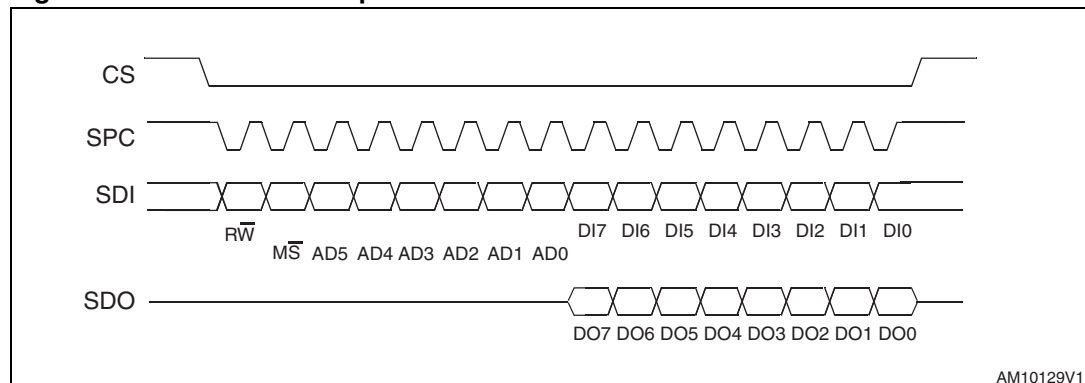 CS
SPC
SDI
DI7 DI6 DI5 DI4 DI3 DI2 DI1 DI0
RW̅
MS̅ AD5 AD4 AD3 AD2 AD1 AD0
SDO
DO7 DO6 DO5 DO4 DO3 DO2 DO1 DO0
AM10129V1